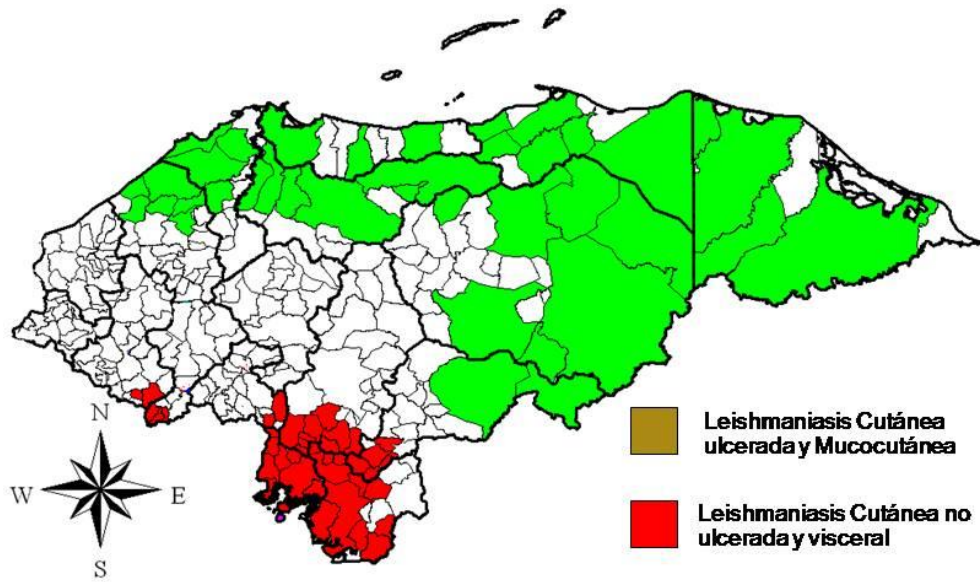 N
W
E
S
Leishmaniasis Cutánea
ulcerada y Mucocutánea
Leishmaniasis Cutánea no
ulcerada y visceral